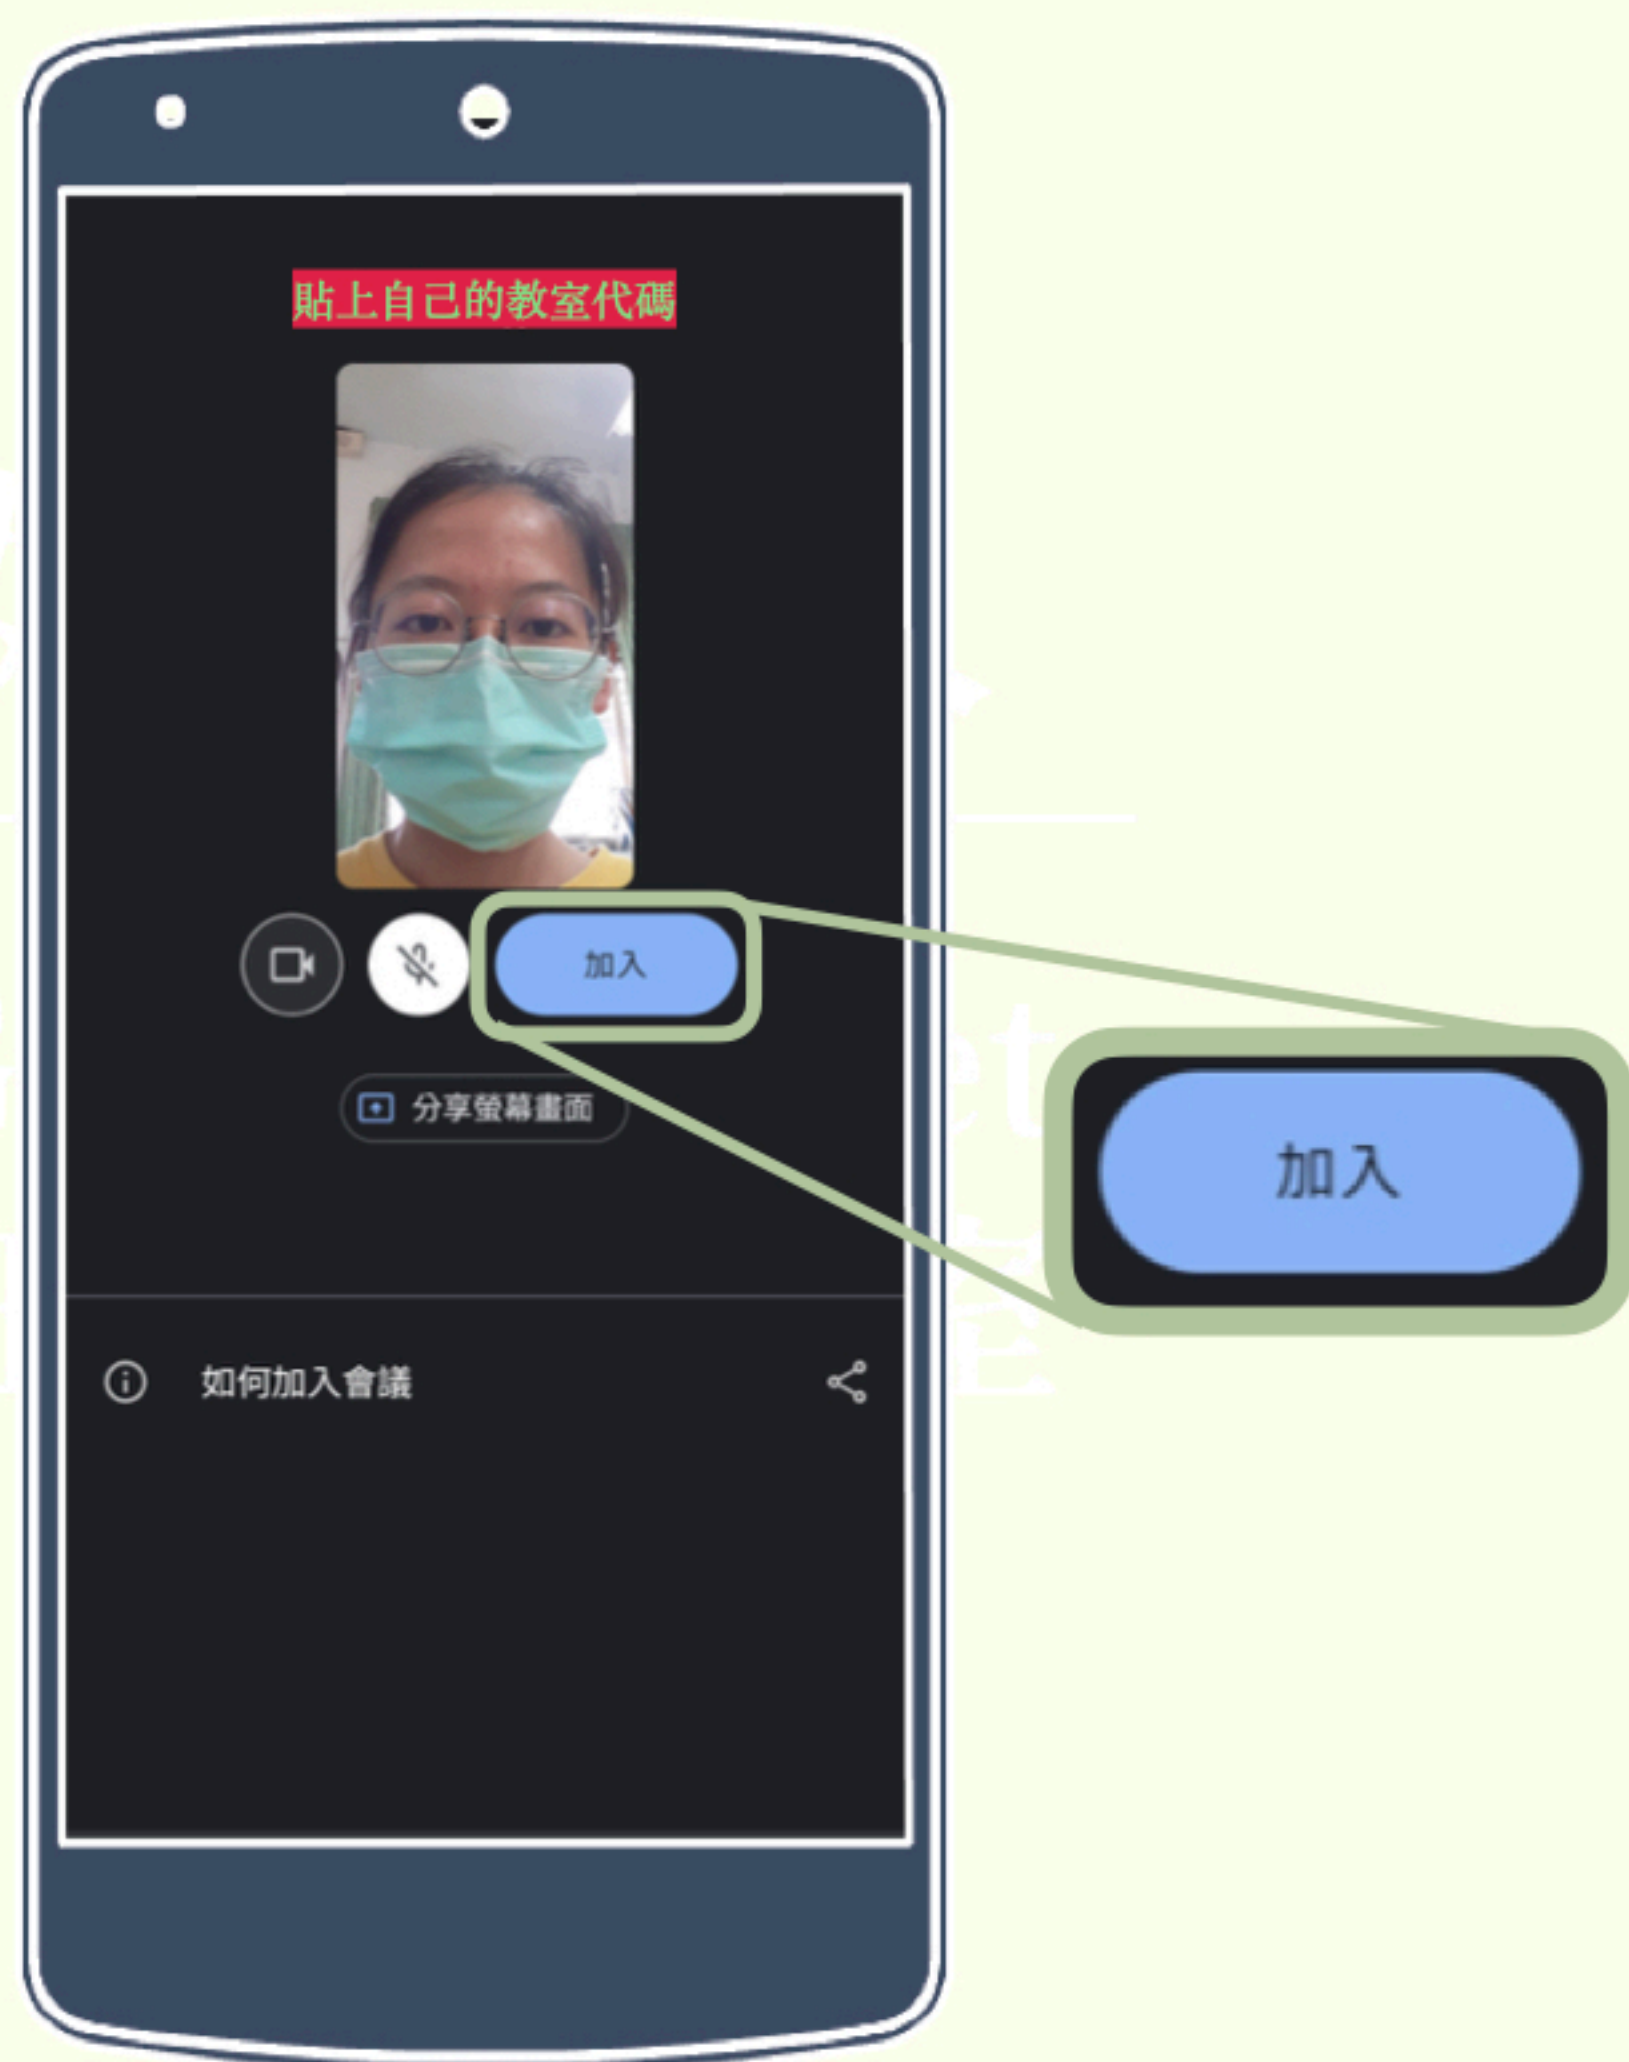 貼上自己的教室代碼
加入
分享螢幕畫面
加入
如何加入會議